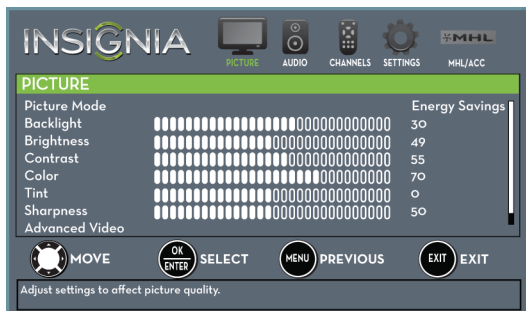 INSIGNIA
PICTURE AUDIO CHANNELS SETTINGS MHL MHL/ACC
PICTURE
Picture Mode Energy Savings
Backlight 30
Brightness 49
Contrast 55
Color 70
Tint 0
Sharpness 50
Advanced Video
MOVE OK ENTER SELECT MENU PREVIOUS EXIT EXIT
Adjust settings to affect picture quality.